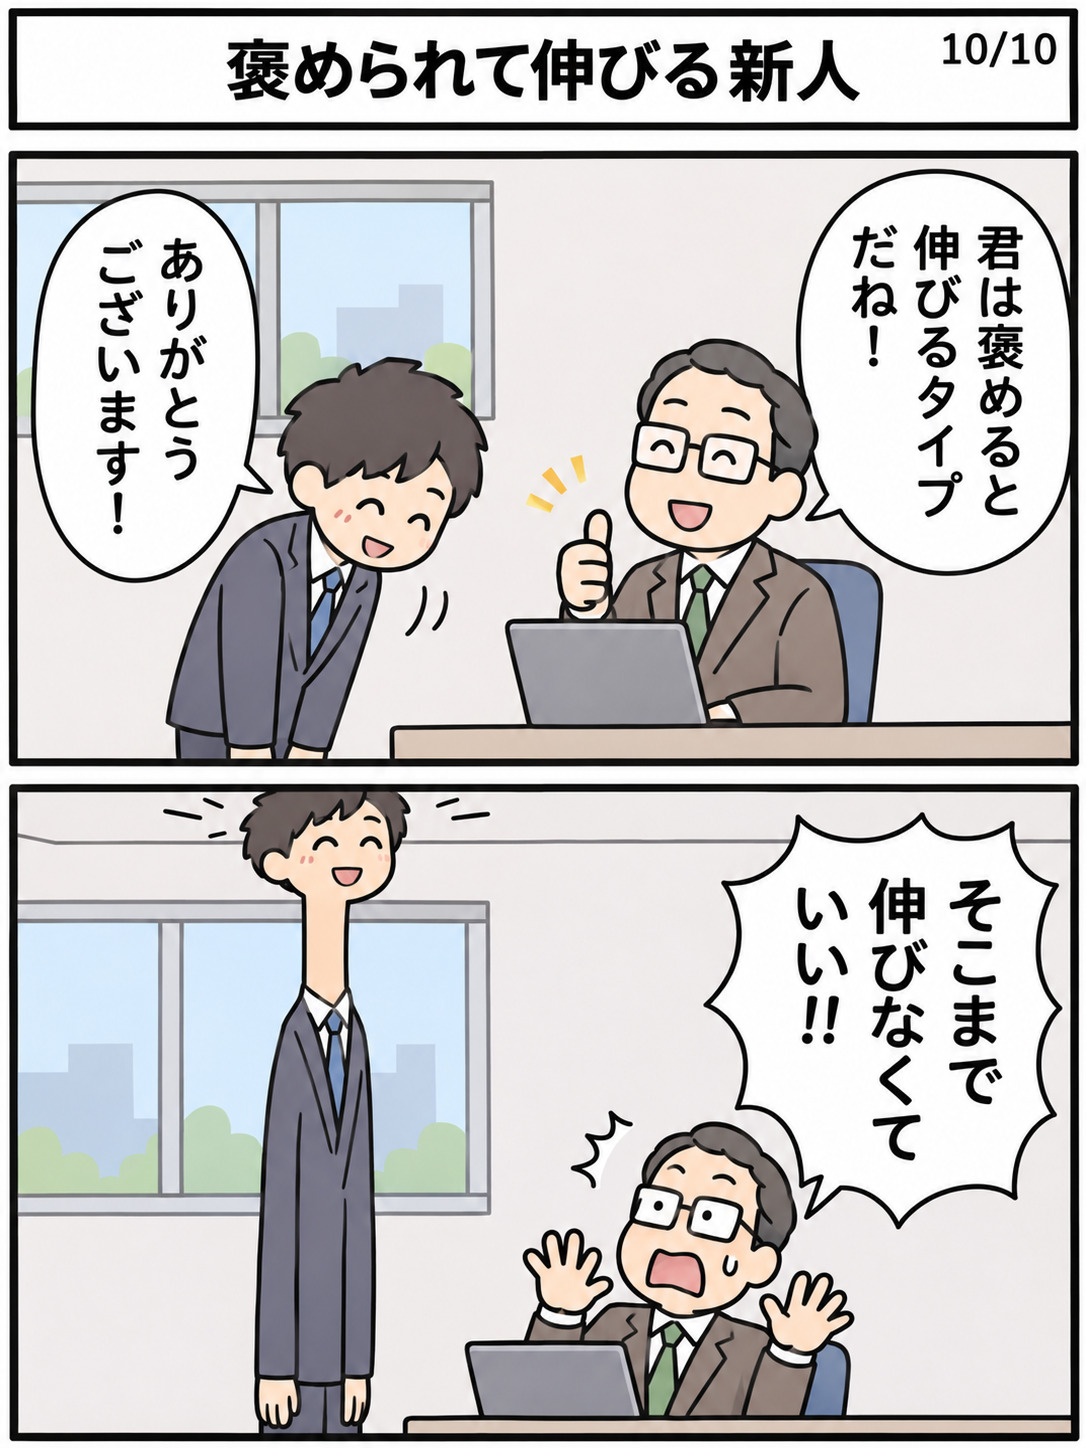 褒められて伸びる新人
10/10
君は褒めると
伸びるタイプ
だね！
ありがとう
ございます！
そこまで
伸びなくて
いい!!